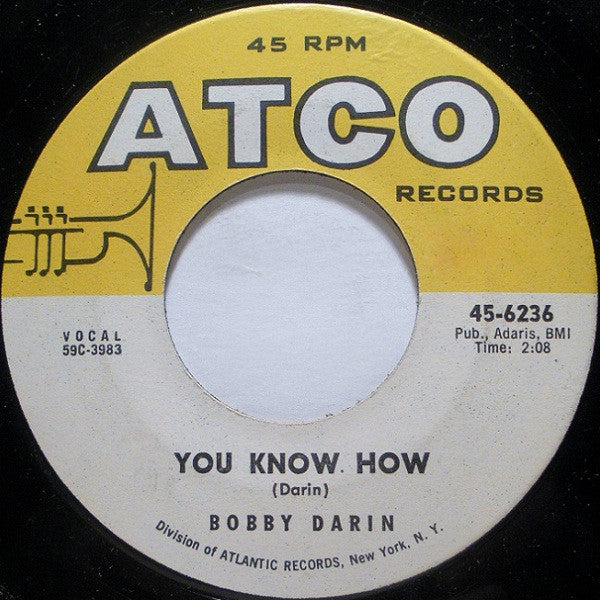 45 RPM
ATCO
RECORDS
VOCAL
59C-3983
45-6236
Pub., Adaris, BMI
Time: 2:08
YOU KNOW. HOW
(Darin)
BOBBY DARIN
Division of ATLANTIC RECORDS, New York, N. Y.